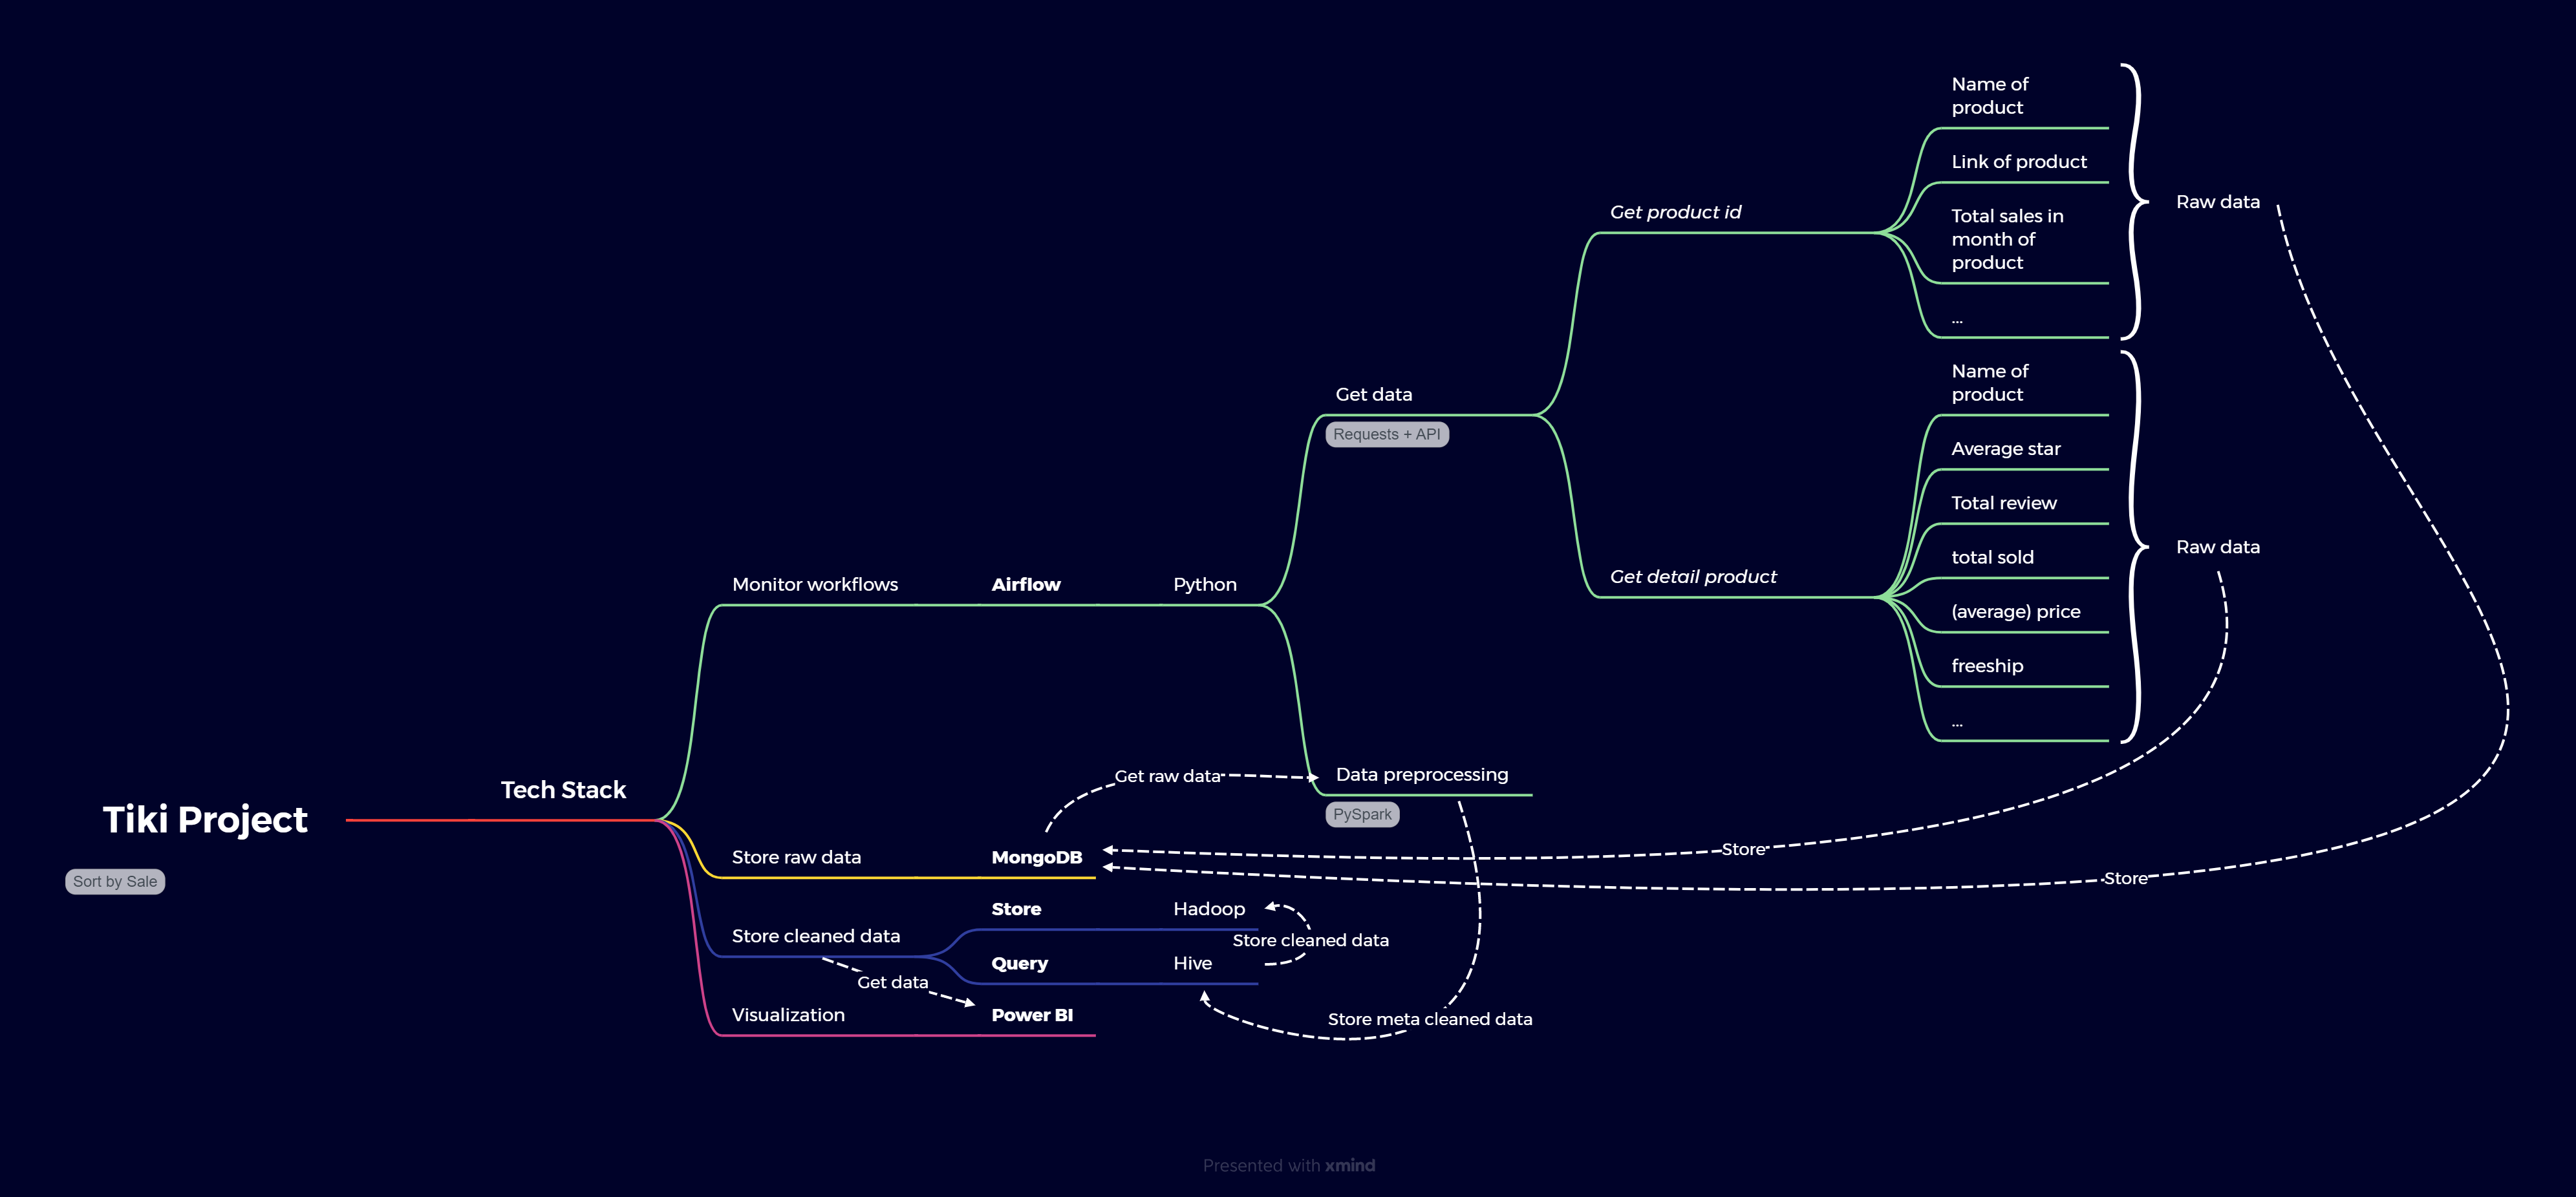 Tiki Project
Sort by Sale
Tech Stack
Monitor workflows
Airflow
Python
Get data
Requests + API
Get product id
Name of
product
Link of product
Total sales in
month of
product
...
Raw data
Get detail product
Name of
product
Average star
Total review
total sold
(average) price
freeship
...
Raw data
Data preprocessing
PySpark
Get raw data
Store raw data
MongoDB
Store
Store
Store cleaned data
Store
Hadoop
Store cleaned data
Query
Hive
Get data
Store meta cleaned data
Visualization
Power BI
Presented with xmind